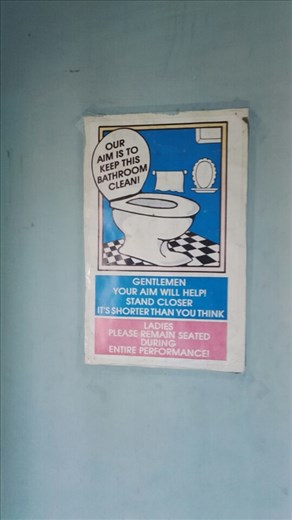 OUR
AIM IS TO
KEEP THIS
BATHROOM
CLEAN!
GENTLEMEN
YOUR AIM WILL HELP!
STAND CLOSER
IT'S SHORTER THAN YOU THINK
LADIES
PLEASE REMAIN SEATED
DURING
ENTIRE PERFORMANCE!